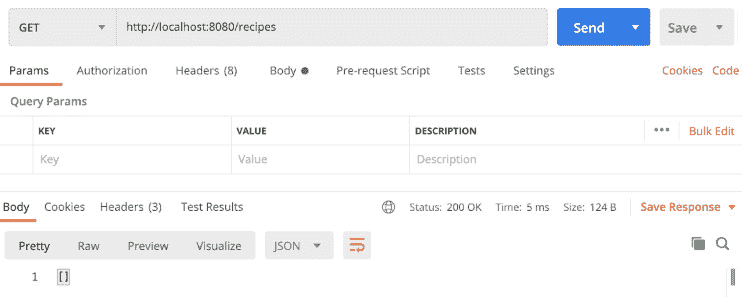 GET http://localhost:8080/recipes Send Save
Params Authorization Headers (8) Body Pre-request Script Tests Settings Cookies Code
Query Params
KEY VALUE DESCRIPTION ••• Bulk Edit
Key Value Description
Body Cookies Headers (3) Test Results Status: 200 OK Time: 5 ms Size: 124 B Save Response
Pretty Raw Preview Visualize JSON
1 []